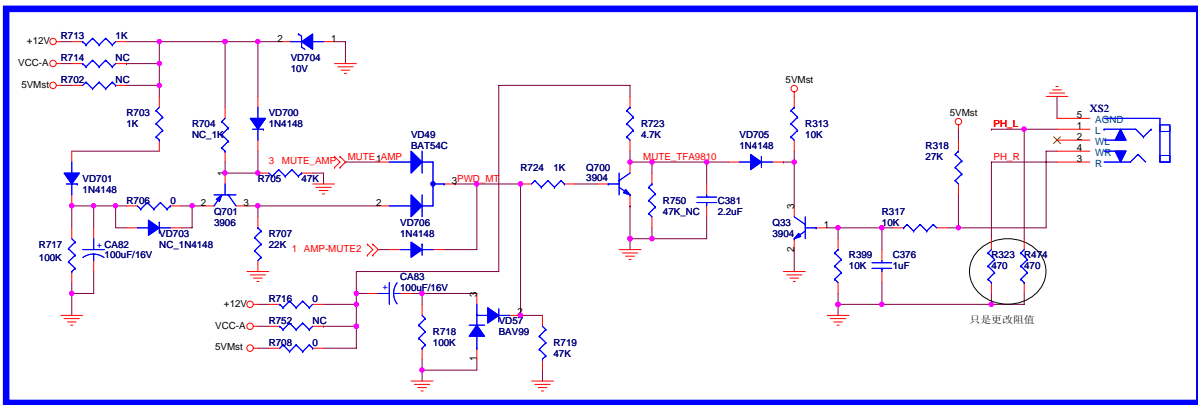 +12V R713 1K
VCC-A R714 NC
5VMst R702 NC
2 1
VD704
10V
R703
1K
R704
NC_1K
VD700
1N4148
VD701
1N4148
3 MUTE_AMP MUTE_AMP
R705 47K
VD49
BAT54C
1
3 PWD_MT
2
R706 0
VD703
NC_1N4148
1
2 3
Q701
3906
R717
100K
CA82
100uF/16V
+
R707
22K
VD706
1N4148
1 AMP-MUTE2
R724 1K
R723
4.7K
Q700
3904
MUTE_TFA9810
R750
47K_NC
C381
2.2uF
VD705
1N4148
5VMst
R313
10K
3
Q33
3904
1
2
R317
10K
R399
10K
C376
1uF
5VMst
R318
27K
PH_L
PH_R
XS2
5 AGND
1 L
2 WL
4 WR
3 R
R323
470
R474
470
只是更改阻值
+12V R716 0
VCC-A R752 NC
5VMst R708 0
CA83
100uF/16V
+
R718
100K
3
2
1
VD57
BAV99
R719
47K